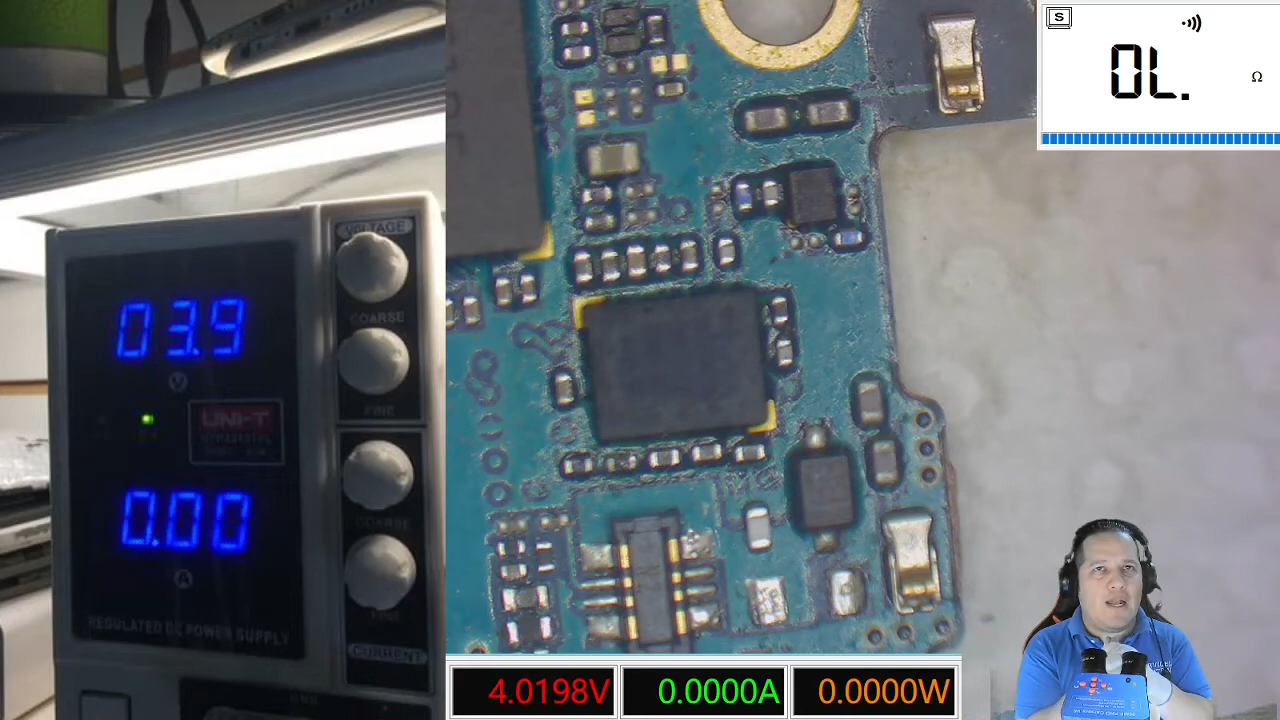 VOLTAGE
COARSE
FINE
03.9
V
UNI-T
0.00
A
COARSE
FINE
REGULATED DC POWER SUPPLY
CURRENT
S
OL.
Ω
4.0198V
0.0000A
0.0000W